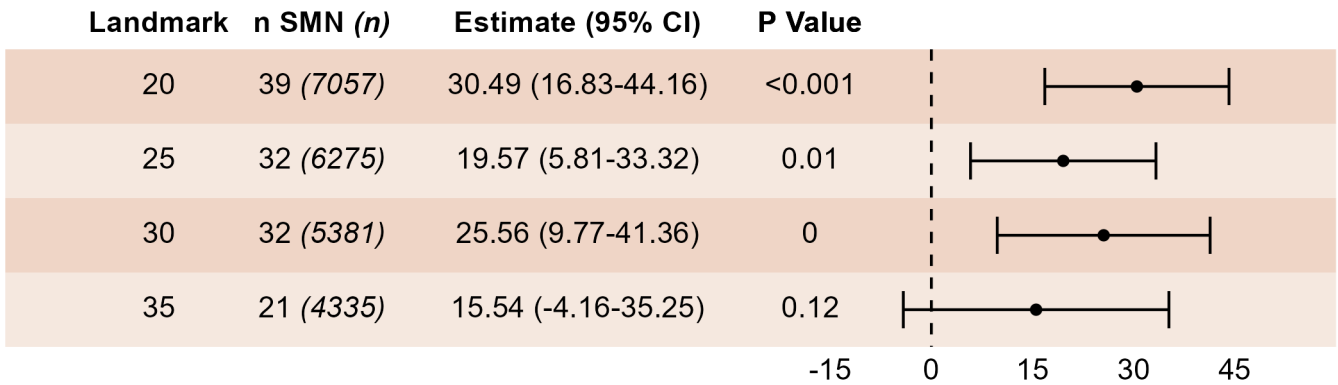 Landmark n SMN (n) Estimate (95% CI) P Value
20 39 (7057) 30.49 (16.83-44.16) <0.001
25 32 (6275) 19.57 (5.81-33.32) 0.01
30 32 (5381) 25.56 (9.77-41.36) 0
35 21 (4335) 15.54 (-4.16-35.25) 0.12
-15 0 15 30 45